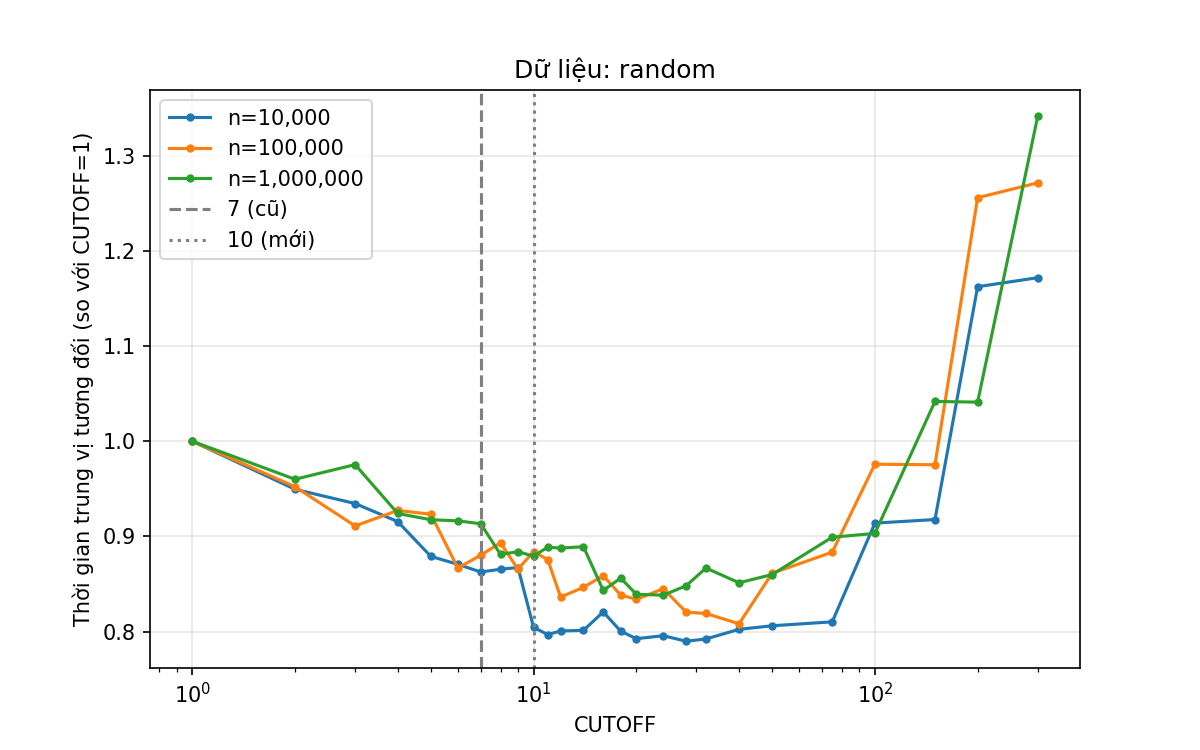 Dữ liệu: random
n=10,000
n=100,000
n=1,000,000
7 (cũ)
10 (mới)
Thời gian trung vị tương đối (so với CUTOFF=1)
1.3
1.2
1.1
1.0
0.9
0.8
10⁰
10¹
10²
CUTOFF